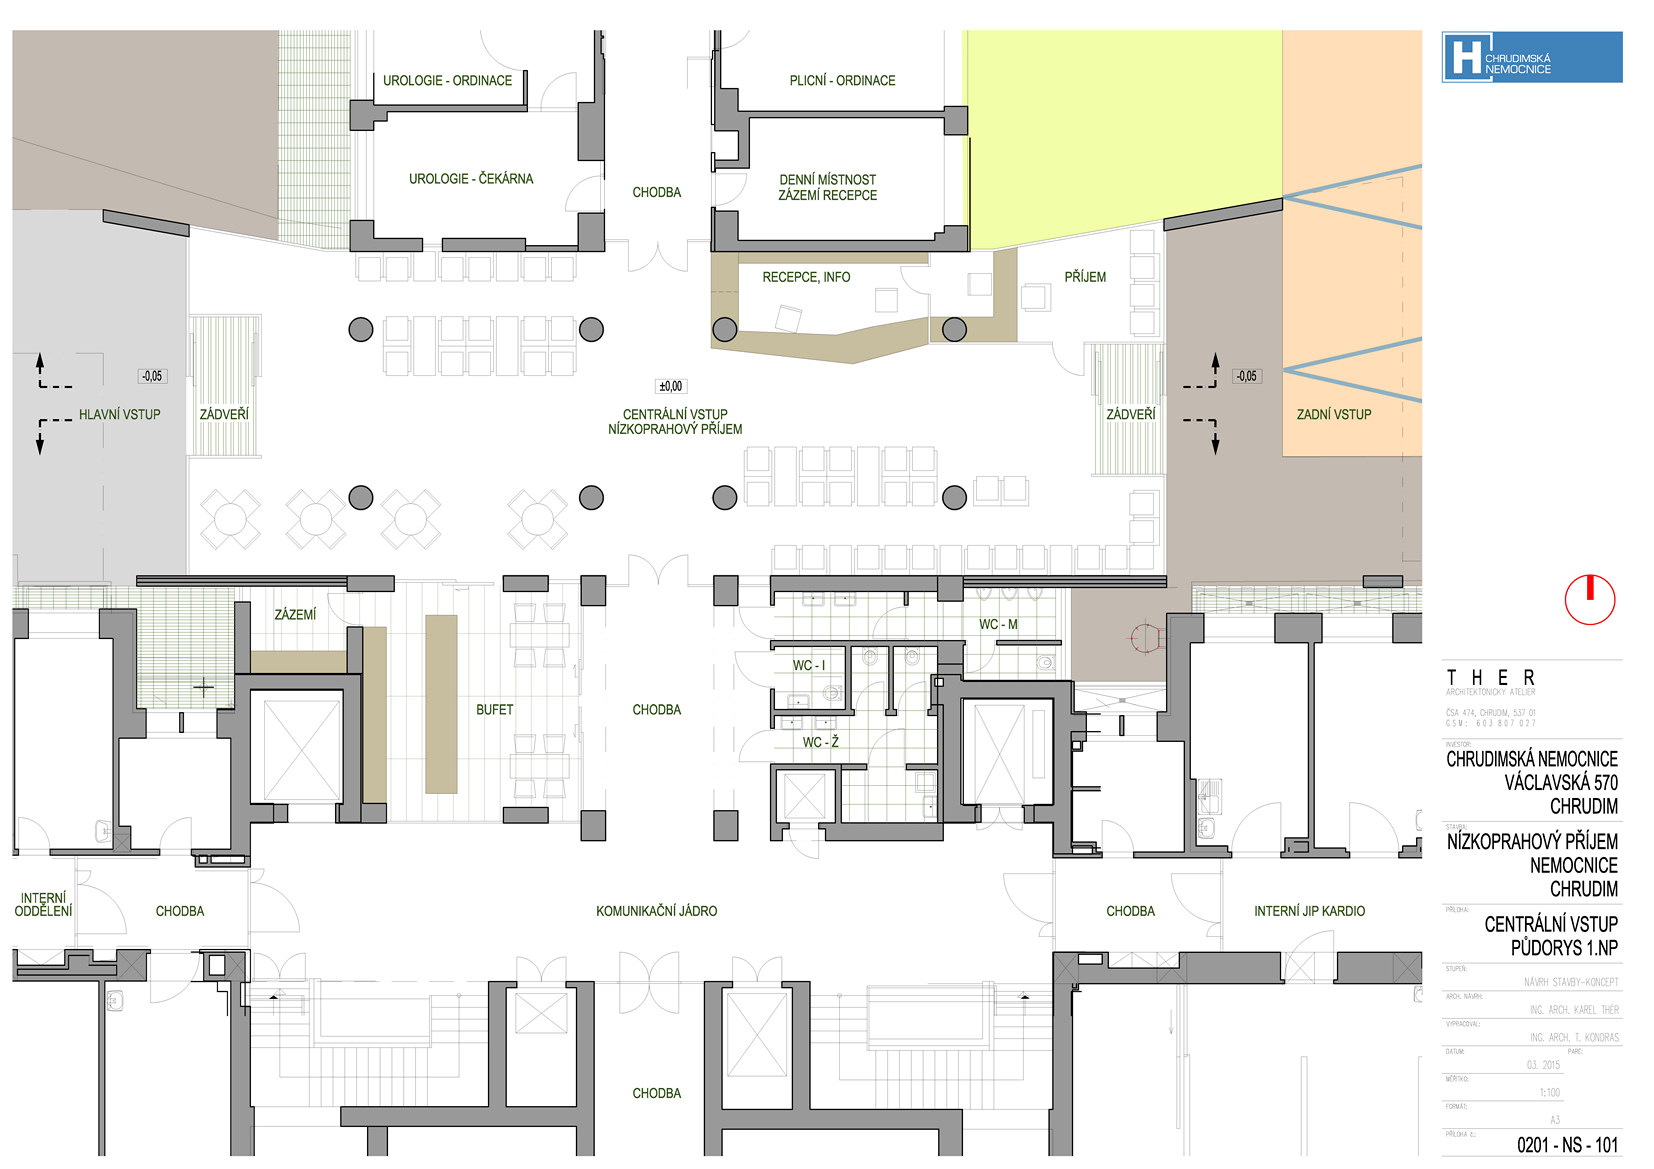 UROLOGIE - ORDINACE
PLICNÍ - ORDINACE
H CHRUDIMSKÁ
NEMOCNICE
UROLOGIE - ČEKÁRNA
CHODBA
DENNÍ MÍSTNOST
ZÁZEMÍ RECEPCE
RECEPCE, INFO
PŘÍJEM
-0,05
±0,00
-0,05
HLAVNÍ VSTUP
ZÁDVEŘÍ
CENTRÁLNÍ VSTUP
NÍZKOPRAHOVÝ PŘÍJEM
ZÁDVEŘÍ
ZADNÍ VSTUP
ZÁZEMÍ
WC - M
WC - I
BUFET
CHODBA
WC - Ž
INTERNÍ
ODDĚLENÍ
CHODBA
KOMUNIKAČNÍ JÁDRO
CHODBA
INTERNÍ JIP KARDIO
CHODBA
THER
ARCHITEKTONICKÝ ATELIER
ČSA 474, CHRUDIM, 537 01
GSM: 603 807 027
INVESTOR:
CHRUDIMSKÁ NEMOCNICE
VÁCLAVSKÁ 570
CHRUDIM
STAVBA:
NÍZKOPRAHOVÝ PŘÍJEM
NEMOCNICE
CHRUDIM
PŘÍLOHA:
CENTRÁLNÍ VSTUP
PŮDORYS 1.NP
STUPEŇ:
NÁVRH STAVBY-KONCEPT
ARCH. NÁVRH:
ING. ARCH. KAREL THÉR
VYPRACOVAL:
ING. ARCH. T. KONDRAS
DATUM:
PARÉ:
03. 2015
MĚŘÍTKO:
1:100
FORMÁT:
A3
PŘÍLOHA Č.:
0201 - NS - 101